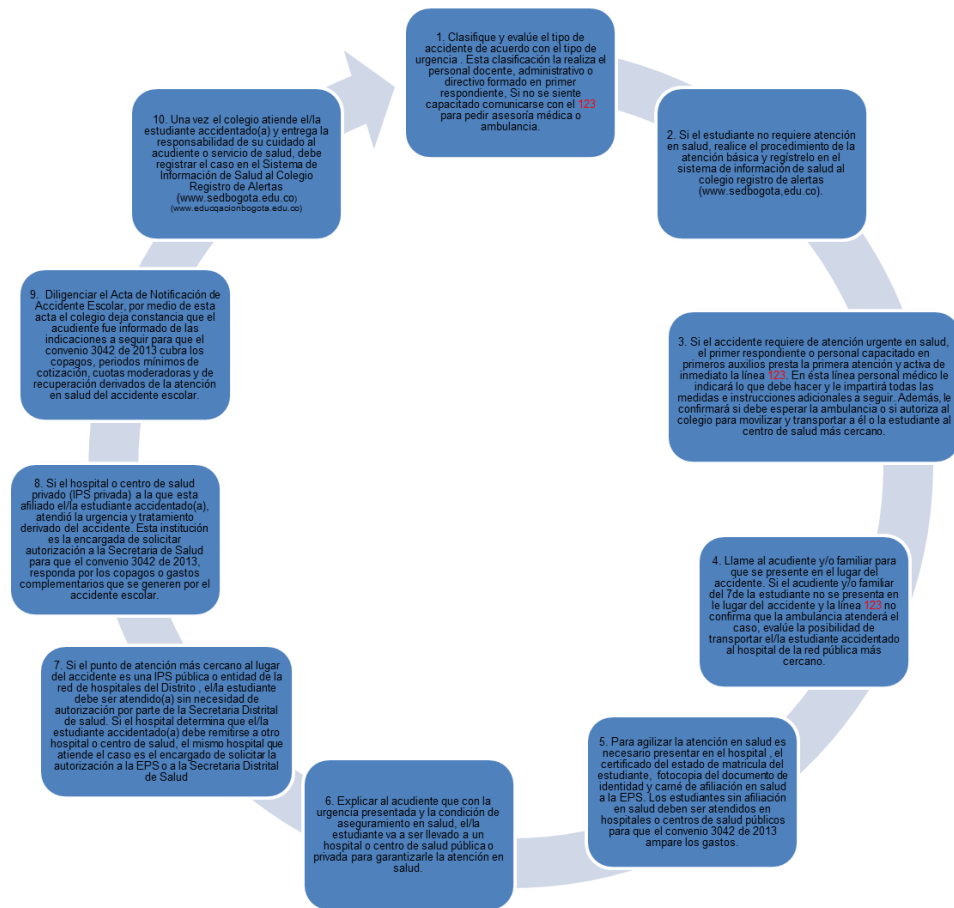 1. Clasifique y evalúe el tipo de
accidente de acuerdo con el tipo de
urgencia . Esta clasificación la realiza el
personal docente, administrativo o
directivo formado en primer
respondiente, Si no se siente
capacitado comunicarse con el 123
para pedir asesoría médica o
ambulancia.
2. Si el estudiante no requiere atención
en salud, realice el procedimiento de la
atención básica y regístrelo en el
sistema de información de salud al
colegio registro de alertas
(www.sedbogota,edu.co).
3. Si el accidente requiere de atención urgente en salud,
el primer respondiente o personal capacitado en
primeros auxilios presta la primera atención y activa de
inmediato la línea 123. En ésta línea personal médico le
indicará lo que debe hacer y le impartirá todas las
medidas e instrucciones adicionales a seguir. Además, le
confirmará si debe esperar la ambulancia o si autoriza al
colegio para movilizar y transportar a él o la estudiante al
centro de salud más cercano.
4. Llame al acudiente y/o familiar para
que se presente en el lugar del
accidente. Si el acudiente y/o familiar
del 7de la estudiante no se presenta en
le lugar del accidente y la línea 123 no
confirma que la ambulancia atenderá el
caso, evalúe la posibilidad de
transportar el/la estudiante accidentado
al hospital de la red pública más
cercano.
5. Para agilizar la atención en salud es
necesario presentar en el hospital , el
certificado del estado de matricula del
estudiante, fotocopia del documento de
identidad y carné de afiliación en salud
a la EPS. Los estudiantes sin afiliación
en salud deben ser atendidos en
hospitales o centros de salud públicos
para que el convenio 3042 de 2013
ampare los gastos.
6. Explicar al acudiente que con la
urgencia presentada y la condición de
aseguramiento en salud, el/la
estudiante va a ser llevado a un
hospital o centro de salud pública o
privada para garantizarle la atención en
salud.
7. Si el punto de atención más cercano al lugar
del accidente es una IPS pública o entidad de la
red de hospitales del Distrito , el/la estudiante
debe ser atendido(a) sin necesidad de
autorización por parte de la Secretaria Distrital
de salud. Si el hospital determina que el/la
estudiante accidentado(a) debe remitirse a otro
hospital o centro de salud, el mismo hospital que
atiende el caso es el encargado de solicitar la
autorización a la EPS o a la Secretaria Distrital
de Salud
8. Si el hospital o centro de salud
privado (IPS privada) a la que esta
afiliado el/la estudiante accidentado(a),
atendió la urgencia y tratamiento
derivado del accidente. Esta institución
es la encargada de solicitar
autorización a la Secretaria de Salud
para que el convenio 3042 de 2013,
responda por los copagos o gastos
complementarios que se generen por el
accidente escolar.
9. Diligenciar el Acta de Notificación de
Accidente Escolar, por medio de esta
acta el colegio deja constancia que el
acudiente fue informado de las
indicaciones a seguir para que el
convenio 3042 de 2013 cubra los
copagos, periodos mínimos de
cotización, cuotas moderadoras y de
recuperación derivados de la atención
en salud del accidente escolar.
10. Una vez el colegio atiende el/la
estudiante accidentado(a) y entrega la
responsabilidad de su cuidado al
acudiente o servicio de salud, debe
registrar el caso en el Sistema de
Información de Salud al Colegio
Registro de Alertas
(www.sedbogota.edu.co)
(www.educqacionbogota.edu.co)